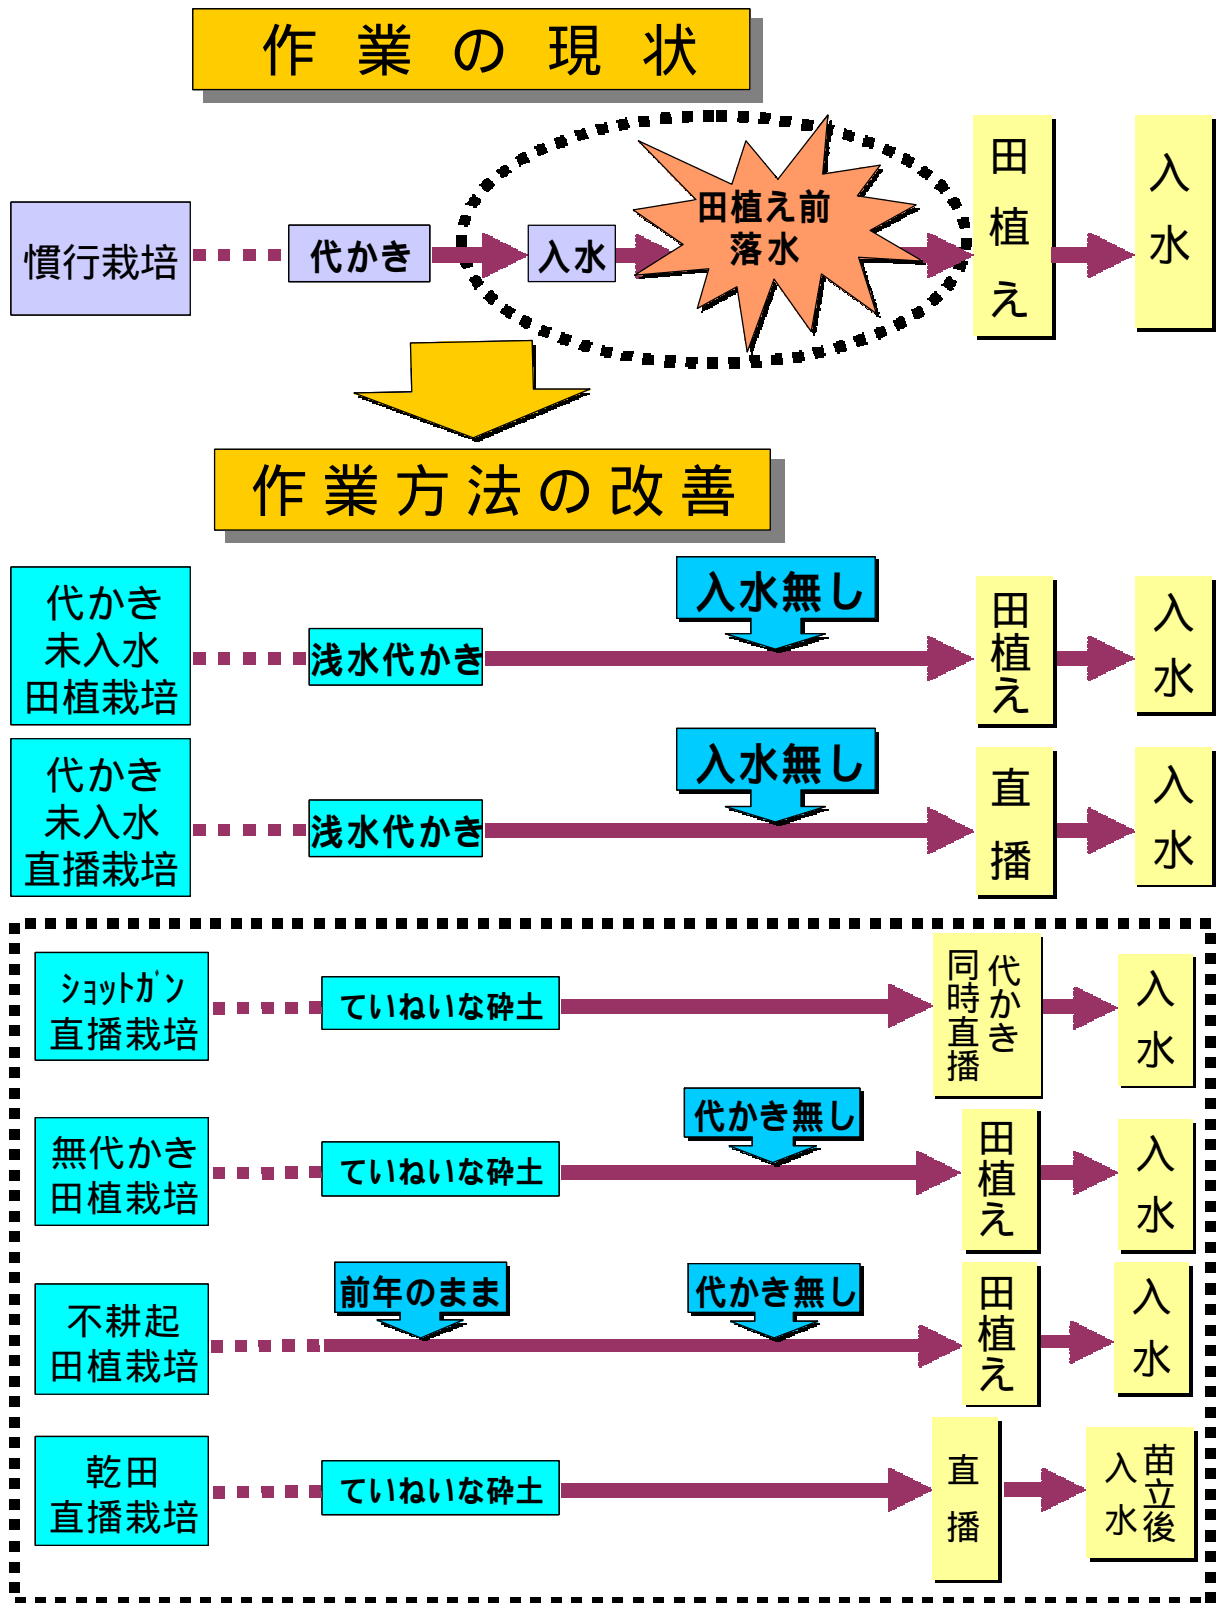 作業の現状
慣行栽培
代かき
入水
田植え前
落水
田植え
入水
作業方法の改善
代かき
未入水
田植栽培
浅水代かき
入水無し
田植え
入水
代かき
未入水
直播栽培
浅水代かき
入水無し
直播
入水
ｼｮｯﾄｶﾞﾝ
直播栽培
ていねいな砕土
代かき
同時直播
入水
無代かき
田植栽培
ていねいな砕土
代かき無し
田植え
入水
不耕起
田植栽培
前年のまま
代かき無し
田植え
入水
乾田
直播栽培
ていねいな砕土
直播
苗立後
入水